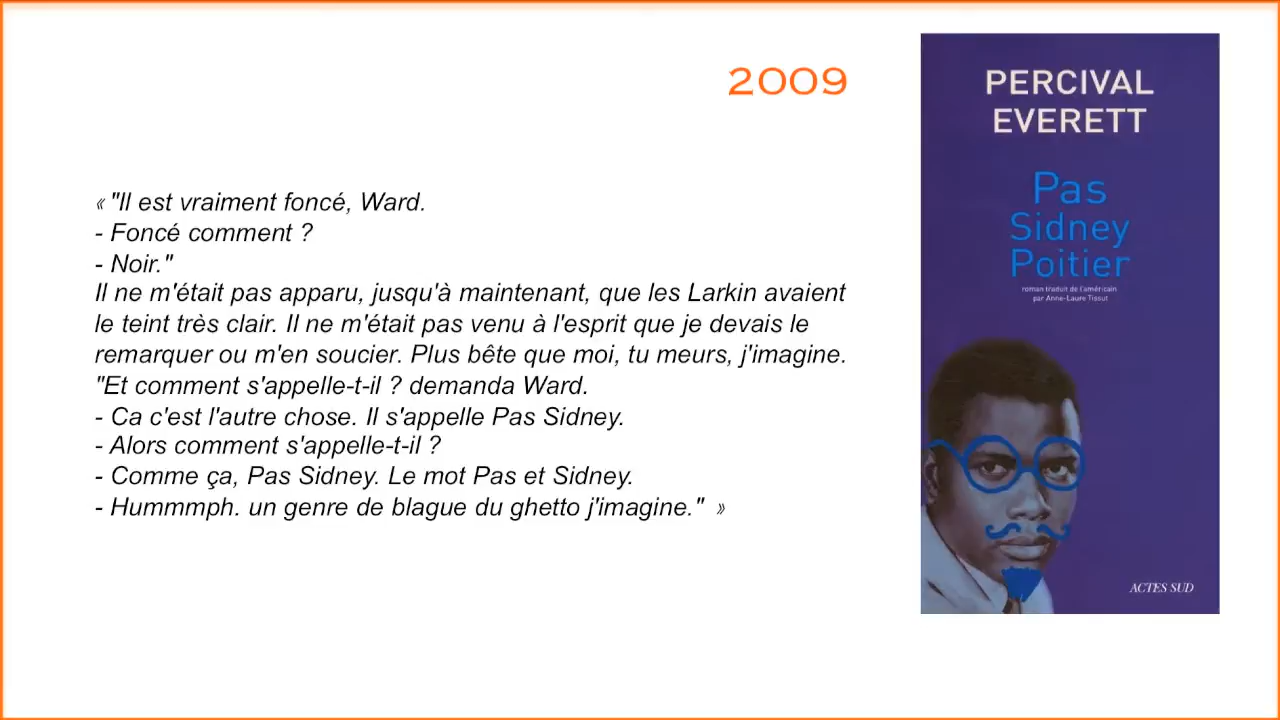 2009
« "Il est vraiment foncé, Ward.
- Foncé comment ?
- Noir."
Il ne m'était pas apparu, jusqu'à maintenant, que les Larkin avaient
le teint très clair. Il ne m'était pas venu à l'esprit que je devais le
remarquer ou m'en soucier. Plus bête que moi, tu meurs, j'imagine.
"Et comment s'appelle-t-il ? demanda Ward.
- Ca c'est l'autre chose. Il s'appelle Pas Sidney.
- Alors comment s'appelle-t-il ?
- Comme ça, Pas Sidney. Le mot Pas et Sidney.
- Hummmph. un genre de blague du ghetto j'imagine." »
PERCIVAL
EVERETT
Pas
Sidney
Poitier
roman traduit de l'américain
par Anne-Laure Tissut
ACTES SUD